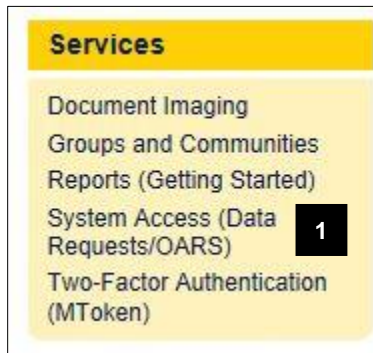 Services
Document Imaging
Groups and Communities
Reports (Getting Started)
System Access (Data
Requests/OARS)
1
Two-Factor Authentication
(MToken)